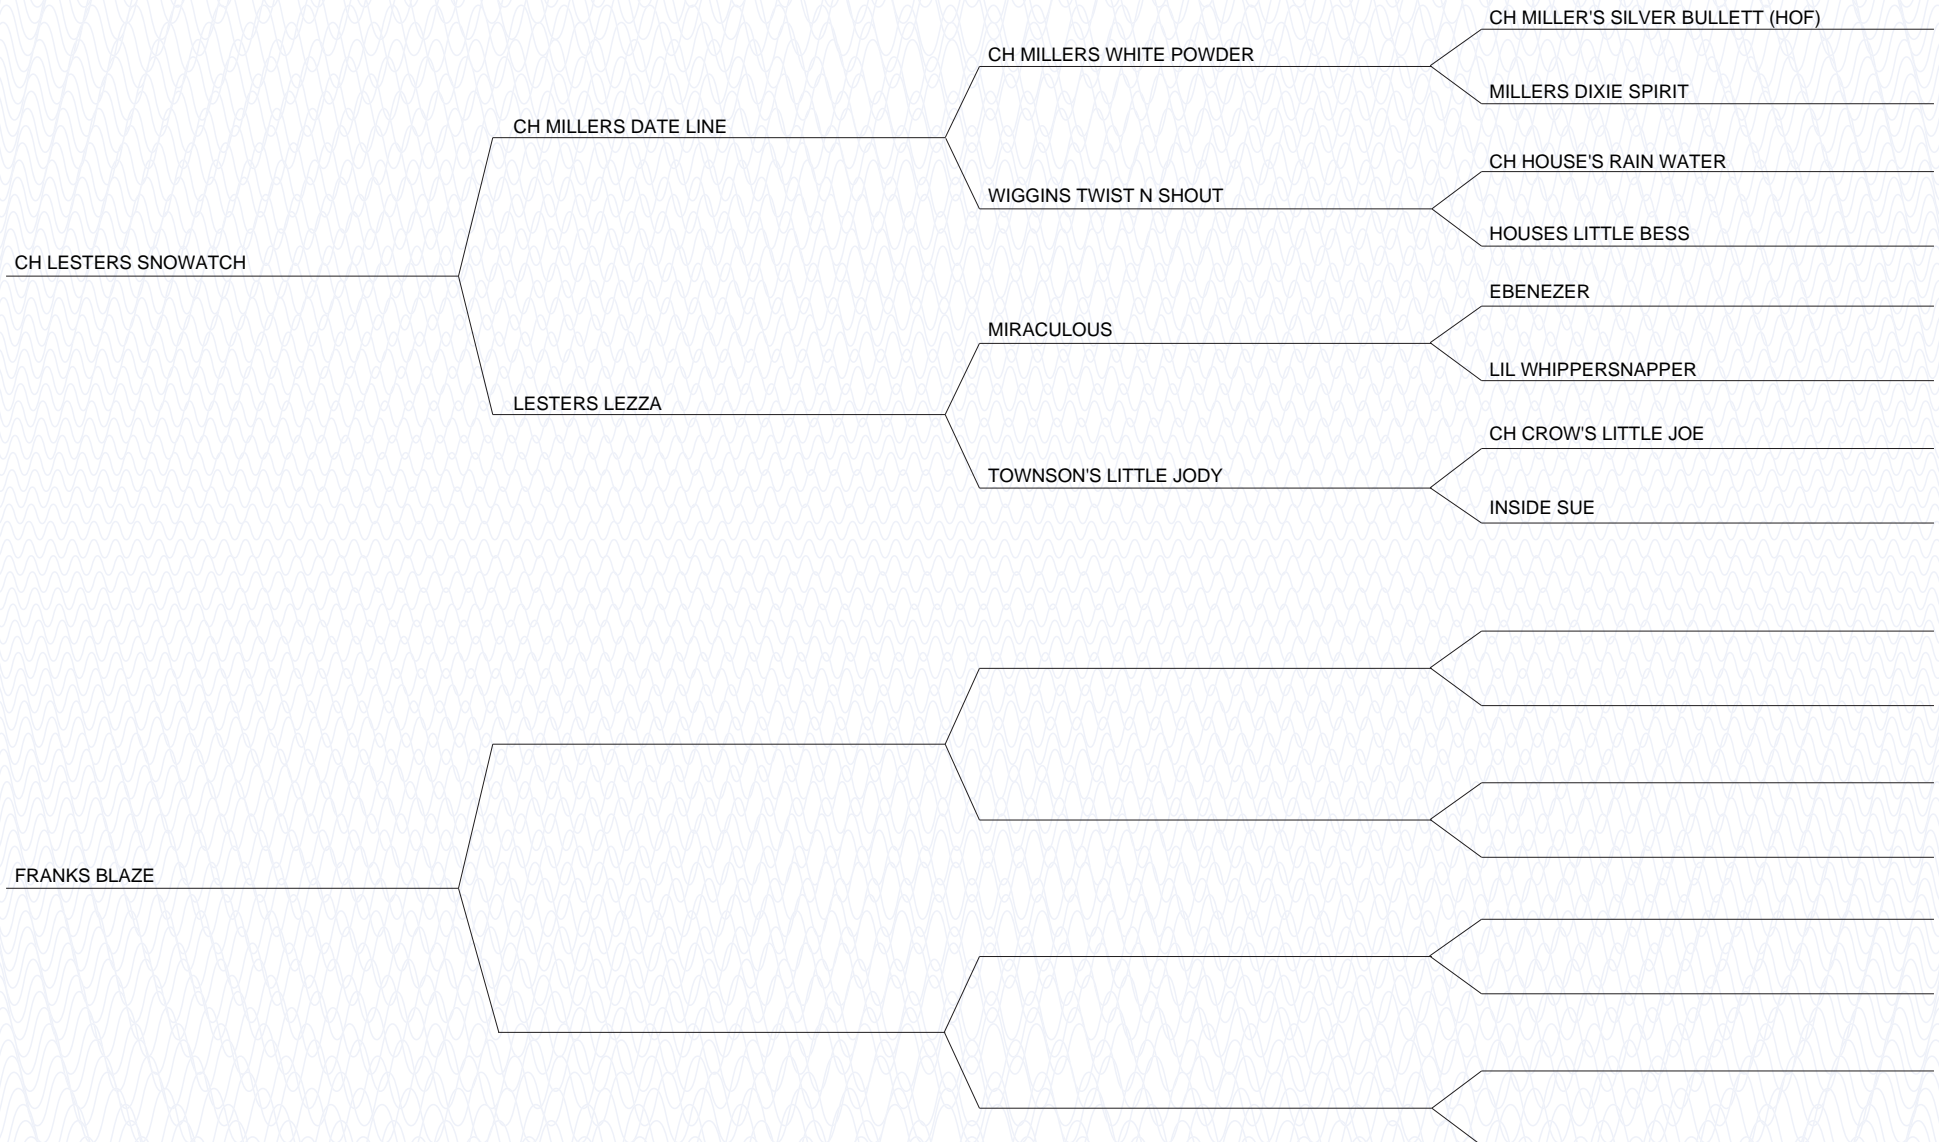 CH MILLER'S SILVER BULLETT (HOF)
CH MILLERS WHITE POWDER
MILLERS DIXIE SPIRIT
CH MILLERS DATE LINE
CH HOUSE'S RAIN WATER
WIGGINS TWIST N SHOUT
HOUSES LITTLE BESS
CH LESTERS SNOWATCH
EBENEZER
MIRACULOUS
LIL WHIPPERSNAPPER
LESTERS LEZZA
CH CROW'S LITTLE JOE
TOWNSON'S LITTLE JODY
INSIDE SUE
FRANKS BLAZE